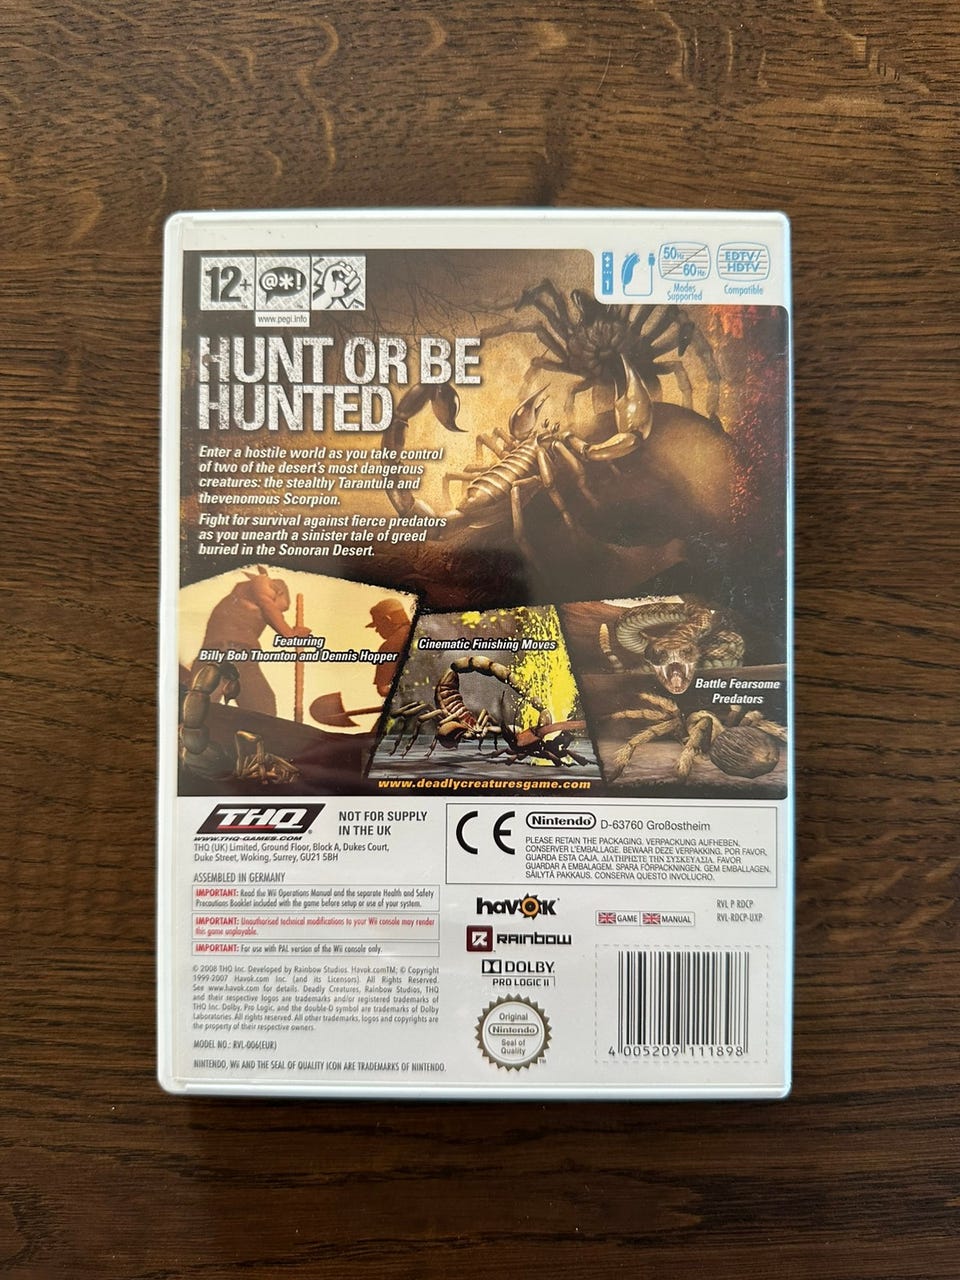 12+
@*!
www.pegi.info
1
50Hz
60Hz
Modes
Supported
EDTV/
HDTV
Compatible
HUNT OR BE
HUNTED
Enter a hostile world as you take control
of two of the desert's most dangerous
creatures: the stealthy Tarantula and
thevenomous Scorpion.
Fight for survival against fierce predators
as you unearth a sinister tale of greed
buried in the Sonoran Desert.
Featuring
Billy Bob Thornton and Dennis Hopper
Cinematic Finishing Moves
Battle Fearsome
Predators
www.deadlycreaturesgame.com
THQ®
WWW.THQ-GAMES.COM
THQ (UK) Limited, Ground Floor, Block A, Dukes Court,
Duke Street, Woking, Surrey, GU21 5BH
NOT FOR SUPPLY
IN THE UK
CE
Nintendo D-63760 Großostheim
PLEASE RETAIN THE PACKAGING. VERPACKUNG AUFHEBEN.
CONSERVER L'EMBALLAGE. BEWAAR DEZE VERPAKKING. POR FAVOR,
GUARDA ESTA CAJA. ΔΙΑΤΗΡΗΣΤΕ ΤΗΝ ΣΥΣΚΕΥΑΣΙΑ. FAVOR
GUARDAR A EMBALAGEM. SPARA FÖRPACKNINGEN. GEM EMBALLAGEN.
SÄILYTÄ PAKKAUS. CONSERVA QUESTO INVOLUCRO.
ASSEMBLED IN GERMANY
IMPORTANT: Read the Wii Operations Manual and the separate Health and Safety
Precautions Booklet included with the game before setup or use of your system.
IMPORTANT: Unauthorised technical modifications to your Wii console may render
this game unplayable.
IMPORTANT: For use with PAL version of the Wii console only.
© 2008 THQ Inc. Developed by Rainbow Studios. Havok.comTM; © Copyright
1999-2007 Havok.com Inc. (and its Licensors). All Rights Reserved.
See www.havok.com for details. Deadly Creatures, Rainbow Studios, THQ
and their respective logos are trademarks and/or registered trademarks of
THQ Inc. Dolby, Pro Logic, and the double-D symbol are trademarks of Dolby
Laboratories. All rights reserved. All other trademarks, logos and copyrights are
the property of their respective owners.
MODEL NO.: RVL-006(EUR)
NINTENDO, Wii AND THE SEAL OF QUALITY ICON ARE TRADEMARKS OF NINTENDO.
havok
RAINBOW
DOLBY
PRO LOGIC II
Original
Nintendo
Seal of
Quality
TM
GAME
MANUAL
RVL P RDCP
RVL-RDCP-UXP
4 005209 111898